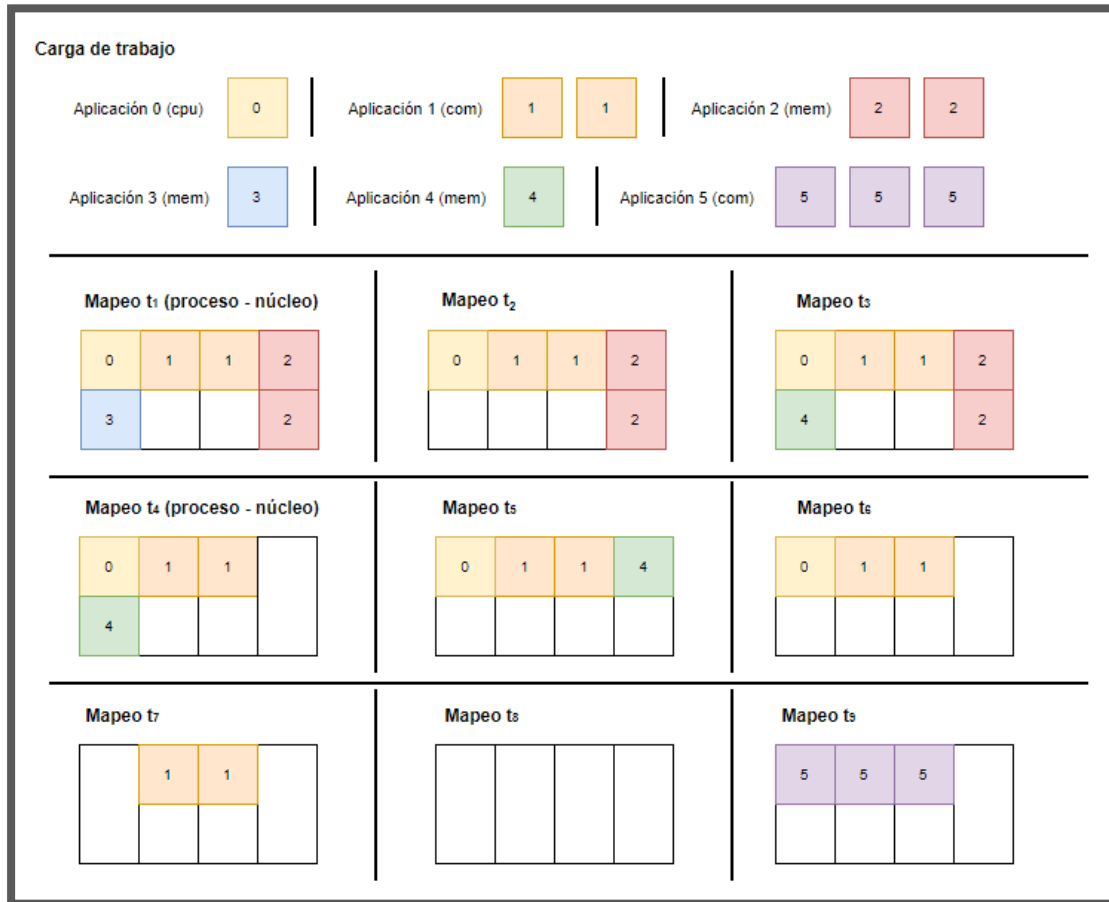 Carga de trabajo
Aplicación 0 (cpu) 0 Aplicación 1 (com) 1 1 Aplicación 2 (mem) 2 2
Aplicación 3 (mem) 3 Aplicación 4 (mem) 4 Aplicación 5 (com) 5 5 5
Mapeo t₁ (proceso - núcleo) Mapeo t₂ Mapeo t₃
0 1 1 2 0 1 1 2 0 1 1 2
3 2 2 4 2
Mapeo t₄ (proceso - núcleo) Mapeo t₅ Mapeo t₆
0 1 1 0 1 1 4 0 1 1
4
Mapeo t₇ Mapeo t₈ Mapeo t₉
1 1 5 5 5